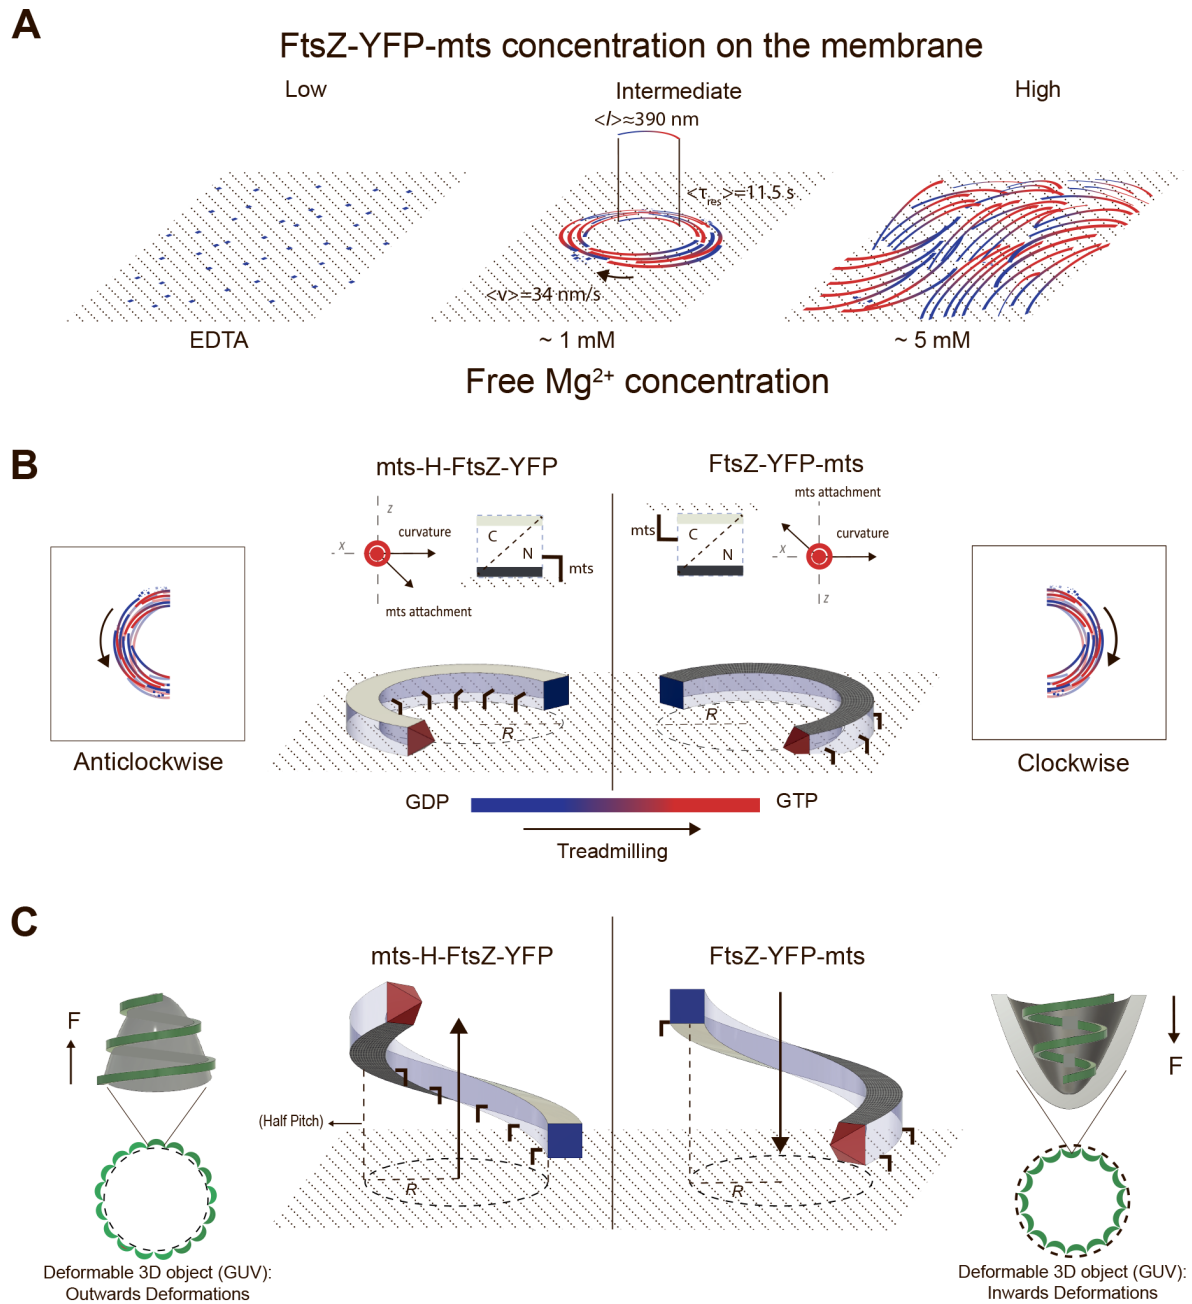 A
FtsZ-YFP-mts concentration on the membrane
Low
Intermediate
High
<l>≈390 nm
<τres>=11.5 s
<v>=34 nm/s
EDTA
~ 1 mM
~ 5 mM
Free Mg²⁺ concentration
B
mts-H-FtsZ-YFP
FtsZ-YFP-mts
z
curvature
x
mts attachment
C
N
mts
mts
C
N
mts attachment
curvature
x
z
R
R
Anticlockwise
Clockwise
GDP
GTP
Treadmilling
C
mts-H-FtsZ-YFP
FtsZ-YFP-mts
F
F
(Half Pitch)
R
R
Deformable 3D object (GUV):
Outwards Deformations
Deformable 3D object (GUV):
Inwards Deformations